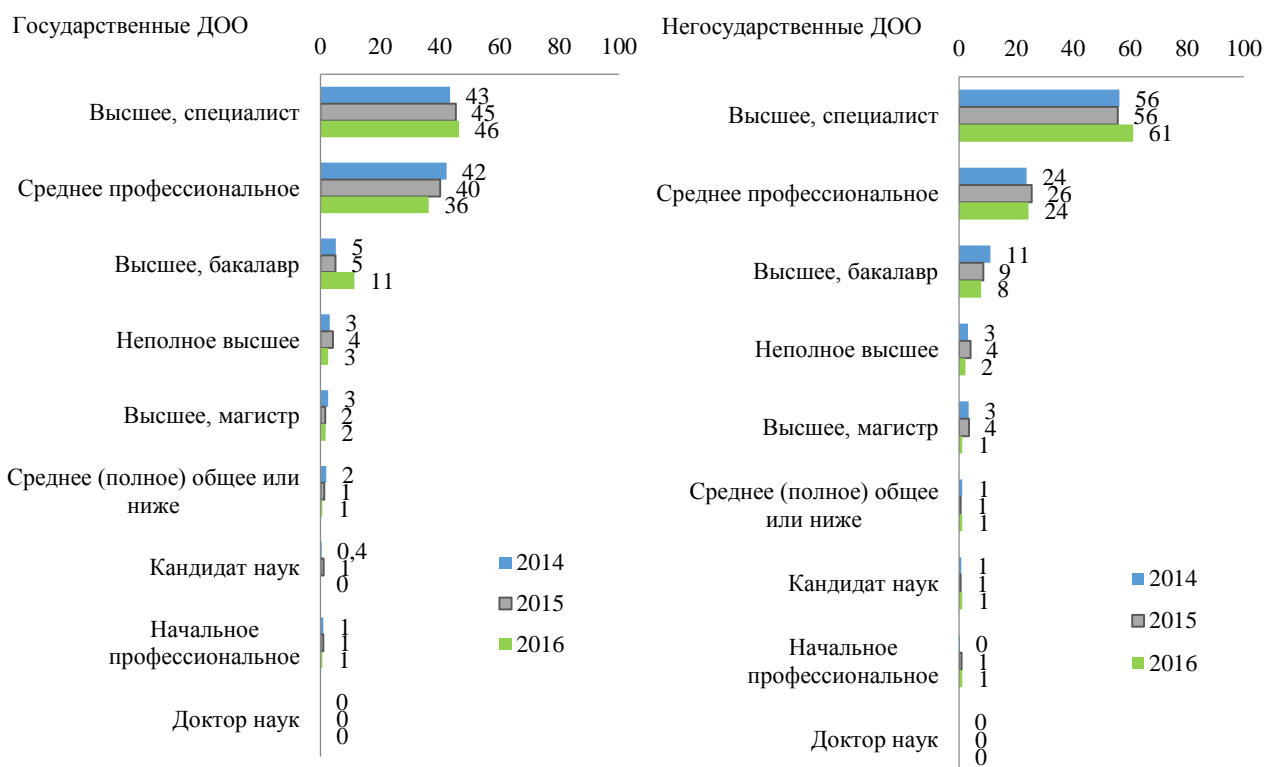 Государственные ДОО
0 20 40 60 80 100
Высшее, специалист
43
45
46
Среднее профессиональное
42
40
36
Высшее, бакалавр
5
5
11
Неполное высшее
3
4
3
Высшее, магистр
3
2
2
Среднее (полное) общее или
ниже
2
1
1
Кандидат наук
0,4
1
0
Начальное
профессиональное
1
1
1
Доктор наук
0
0
0
2014
2015
2016
Негосударственные ДОО
0 20 40 60 80 100
Высшее, специалист
56
56
61
Среднее профессиональное
24
26
24
Высшее, бакалавр
11
9
8
Неполное высшее
3
4
2
Высшее, магистр
3
4
1
Среднее (полное) общее
или ниже
1
1
1
Кандидат наук
1
1
1
Начальное
профессиональное
0
1
1
Доктор наук
0
0
0
2014
2015
2016